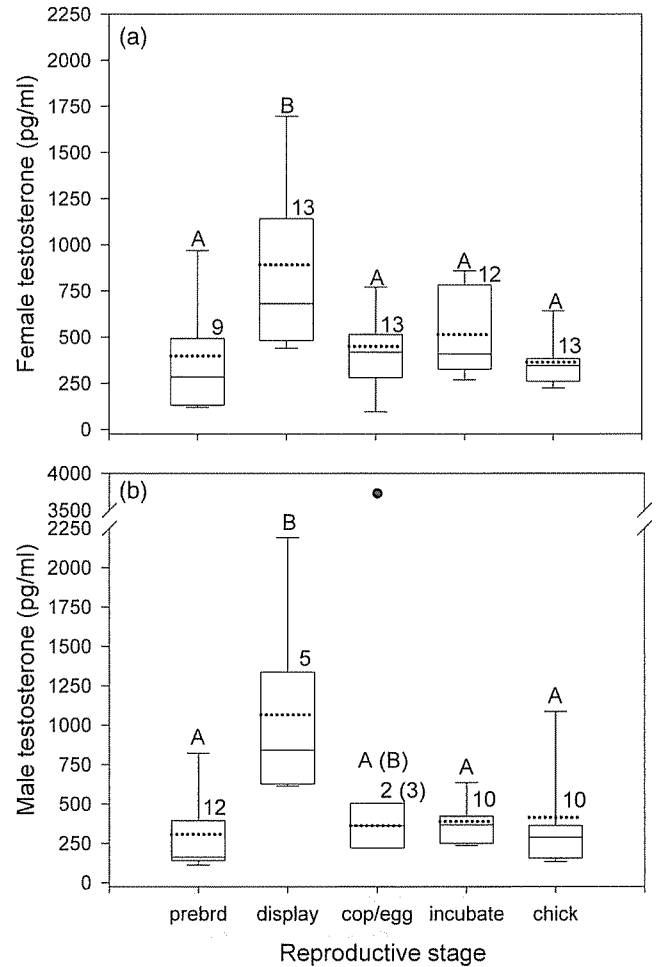 (a)
Female testosterone (pg/ml)
2250
2000
1750
1500
1250
1000
750
500
250
0
A
9
B
13
A
13
A
12
A
13
(b)
Male testosterone (pg/ml)
4000
3500
2250
2000
1750
1500
1250
1000
750
500
250
0
A
12
B
5
A (B)
2 (3)
A
10
A
10
prebrd display cop/egg incubate chick
Reproductive stage